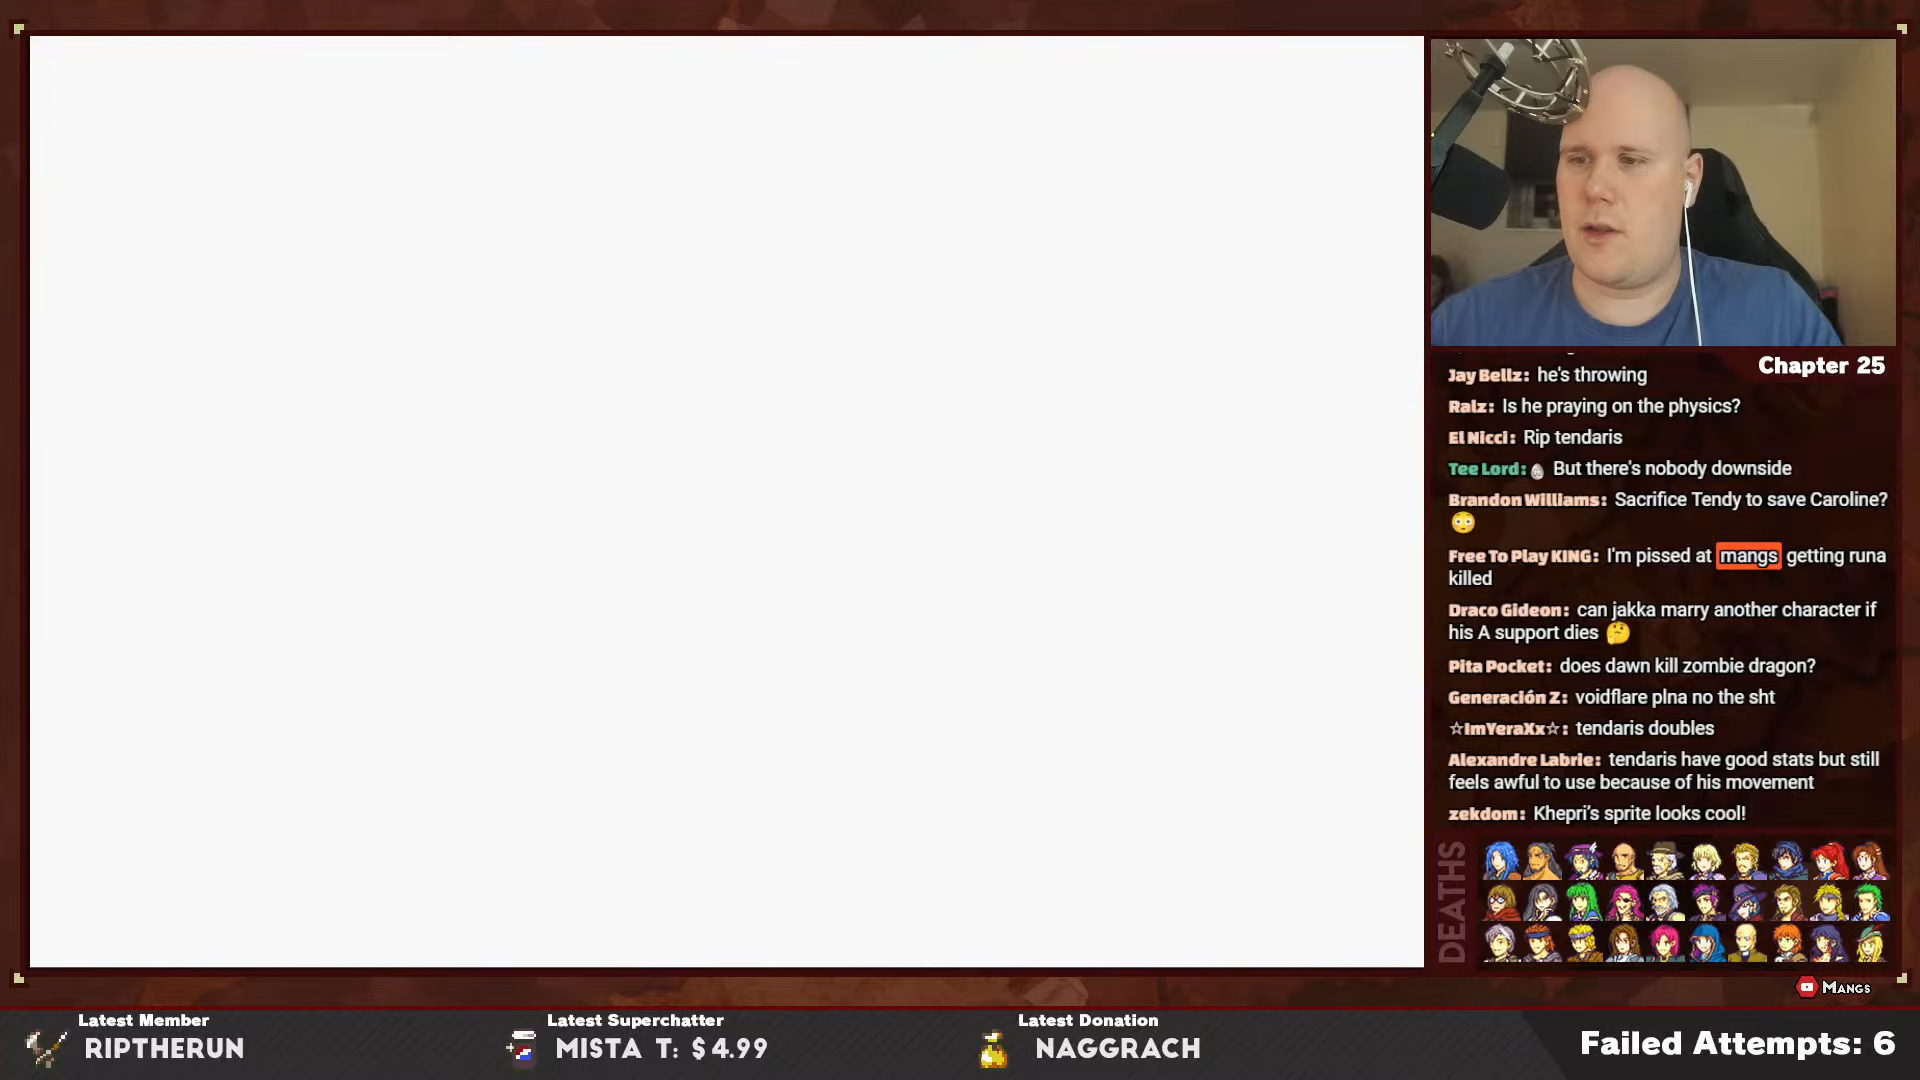 Chapter 25
Jay Bellz: he's throwing
Ralz: Is he praying on the physics?
El Nicci: Rip tendaris
Tee Lord: But there's nobody downside
Brandon Williams: Sacrifice Tendy to save Caroline?
😳
Free To Play KING: I'm pissed at mangs getting runa
killed
Draco Gideon: can jakka marry another character if
his A support dies 🤔
Pita Pocket: does dawn kill zombie dragon?
Generación Z: voidflare plna no the sht
☆ImYeraXx☆: tendaris doubles
Alexandre Labrie: tendaris have good stats but still
feels awful to use because of his movement
zekdom: Khepri's sprite looks cool!
DEATHS
MANGS
Latest Member
RIPTHERUN
Latest Superchatter
MISTA T: $4.99
Latest Donation
NAGGRACH
Failed Attempts: 6